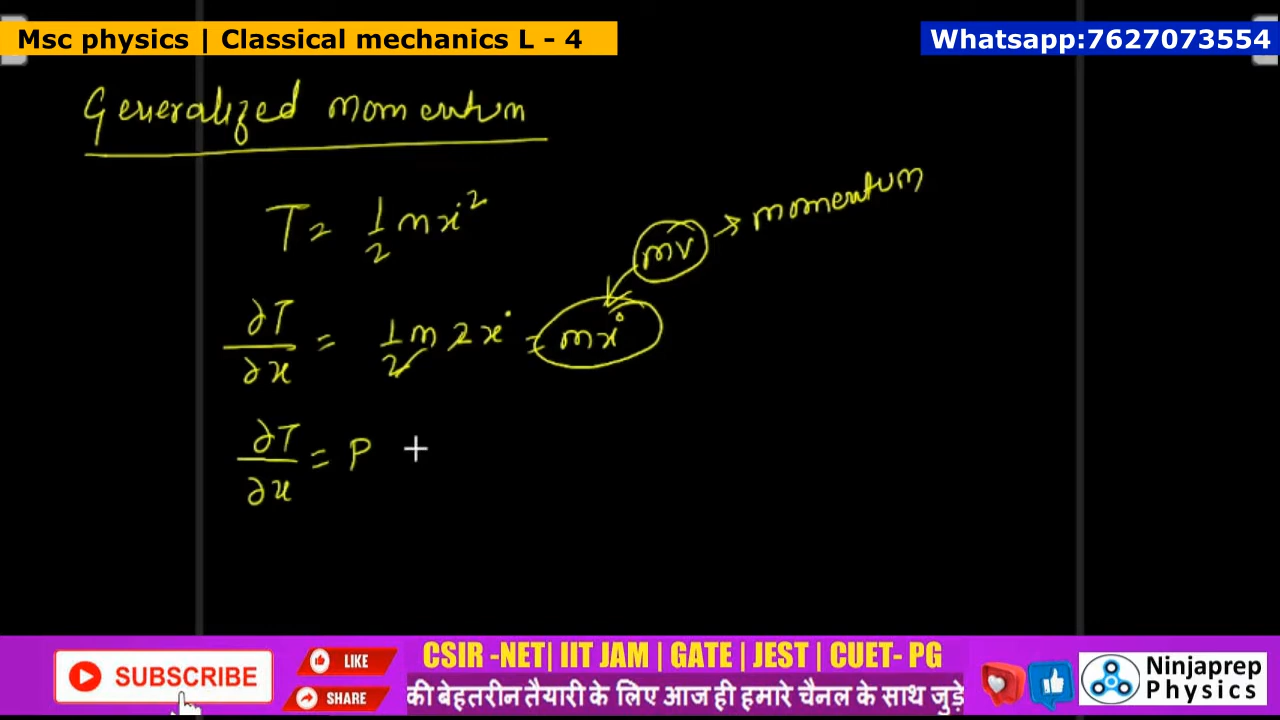 Msc physics | Classical mechanics L - 4
Whatsapp:7627073554
Generalized momentum
T = 1/2 mẋ²
mv → momentum
∂T/∂x = 1/2 m 2ẋ = mẋ
∂T/∂x = P
SUBSCRIBE
LIKE
SHARE
CSIR -NET| IIT JAM | GATE | JEST | CUET- PG
की बेहतरीन तैयारी के लिए आज ही हमारे चैनल के साथ जुड़े
Ninjaprep
Physics